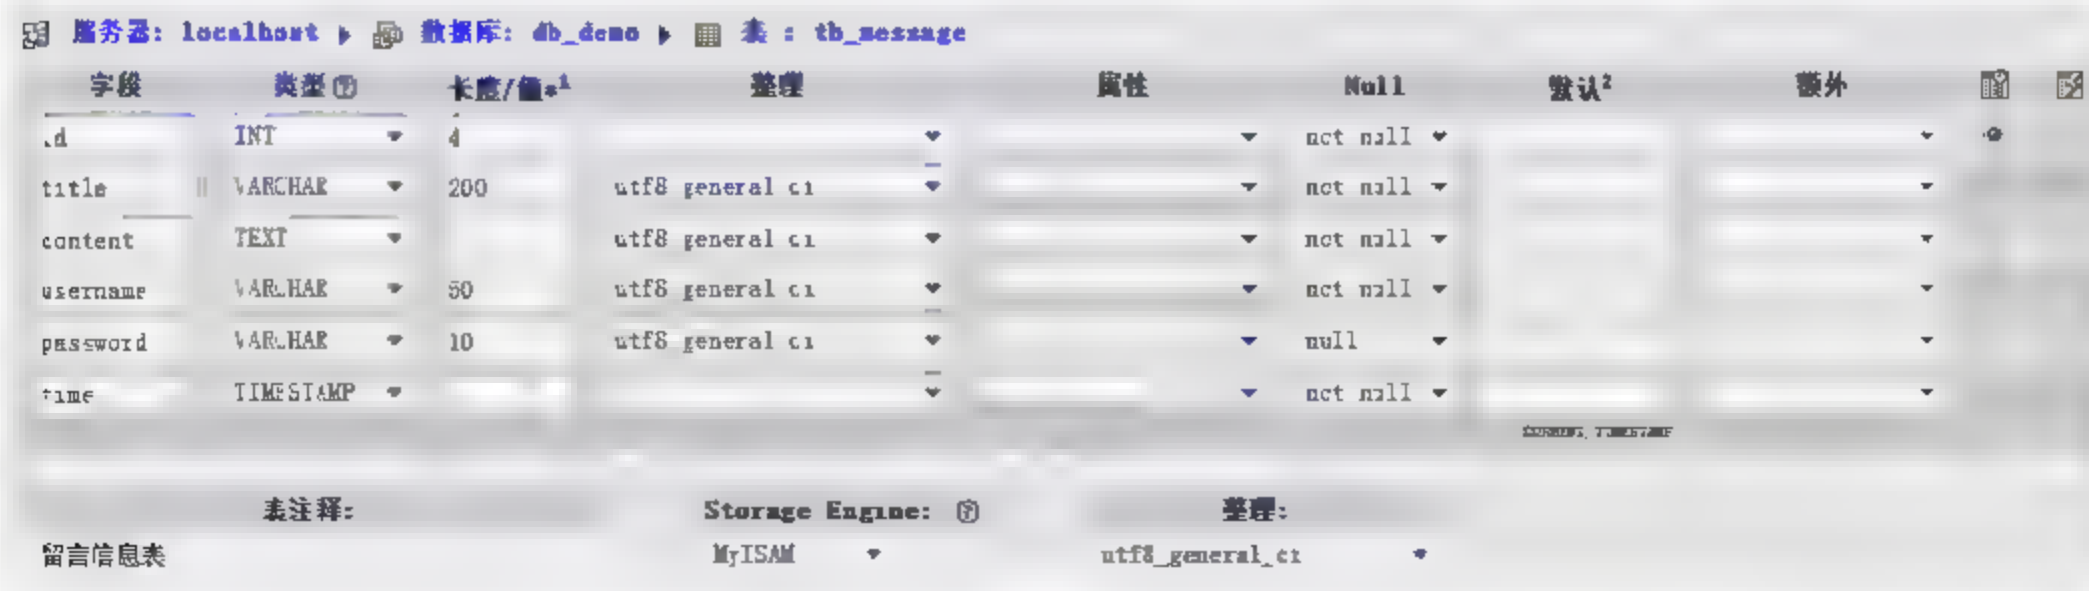 服务器: localhost ▶ 数据库: db_demo ▶ 表 : tb_message
字段 类型 长度/值*1 整理 属性 Null 默认2 额外
id INT 4 not null
title VARCHAR 200 utf8_general_ci not null
content TEXT utf8_general_ci not null
username VARCHAR 50 utf8_general_ci not null
password VARCHAR 10 utf8_general_ci null
time TIMESTAMP not null
CURRENT_TIMESTAMP
表注释: Storage Engine: 整理:
留言信息表 MyISAM utf8_general_ci